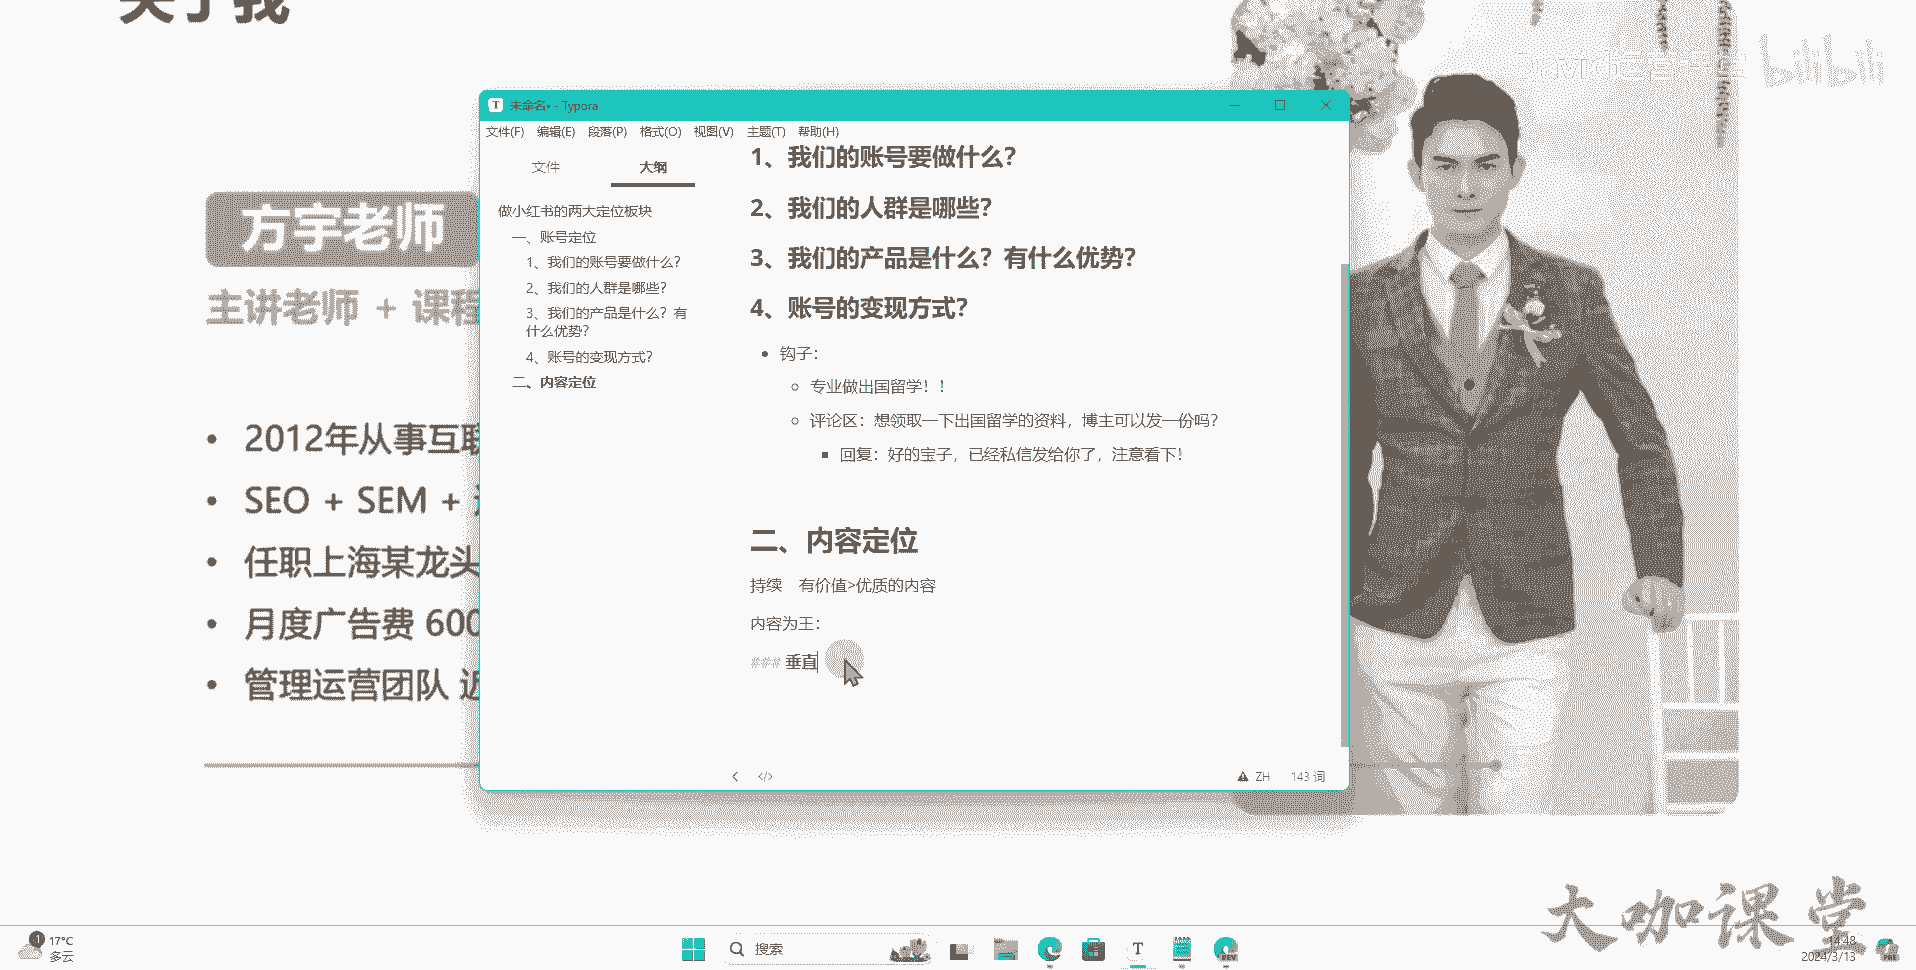 关于我
bilibili
未命名• - Typora
文件(F) 编辑(E) 段落(P) 格式(O) 视图(V) 主题(T) 帮助(H)
文件 大纲
做小红书的两大定位板块
一、账号定位
1、我们的账号要做什么?
2、我们的人群是哪些?
3、我们的产品是什么? 有
什么优势?
4、账号的变现方式?
二、内容定位
1、我们的账号要做什么?
2、我们的人群是哪些?
3、我们的产品是什么? 有什么优势?
4、账号的变现方式?
• 钩子:
○ 专业做出国留学! !
○ 评论区: 想领取一下出国留学的资料, 博主可以发一份吗?
▪ 回复: 好的宝子, 已经私信发给你了, 注意看下!
二、内容定位
持续 有价值>优质的内容
内容为王:
### 垂直
</> ZH 143 词
方宇老师
主讲老师 + 课程
• 2012年从事互联
• SEO + SEM +
• 任职上海某龙头
• 月度广告费 600
• 管理运营团队
大咖课堂
1
17°C
多云
搜索
DEV
14:48
2024/3/13
PRE